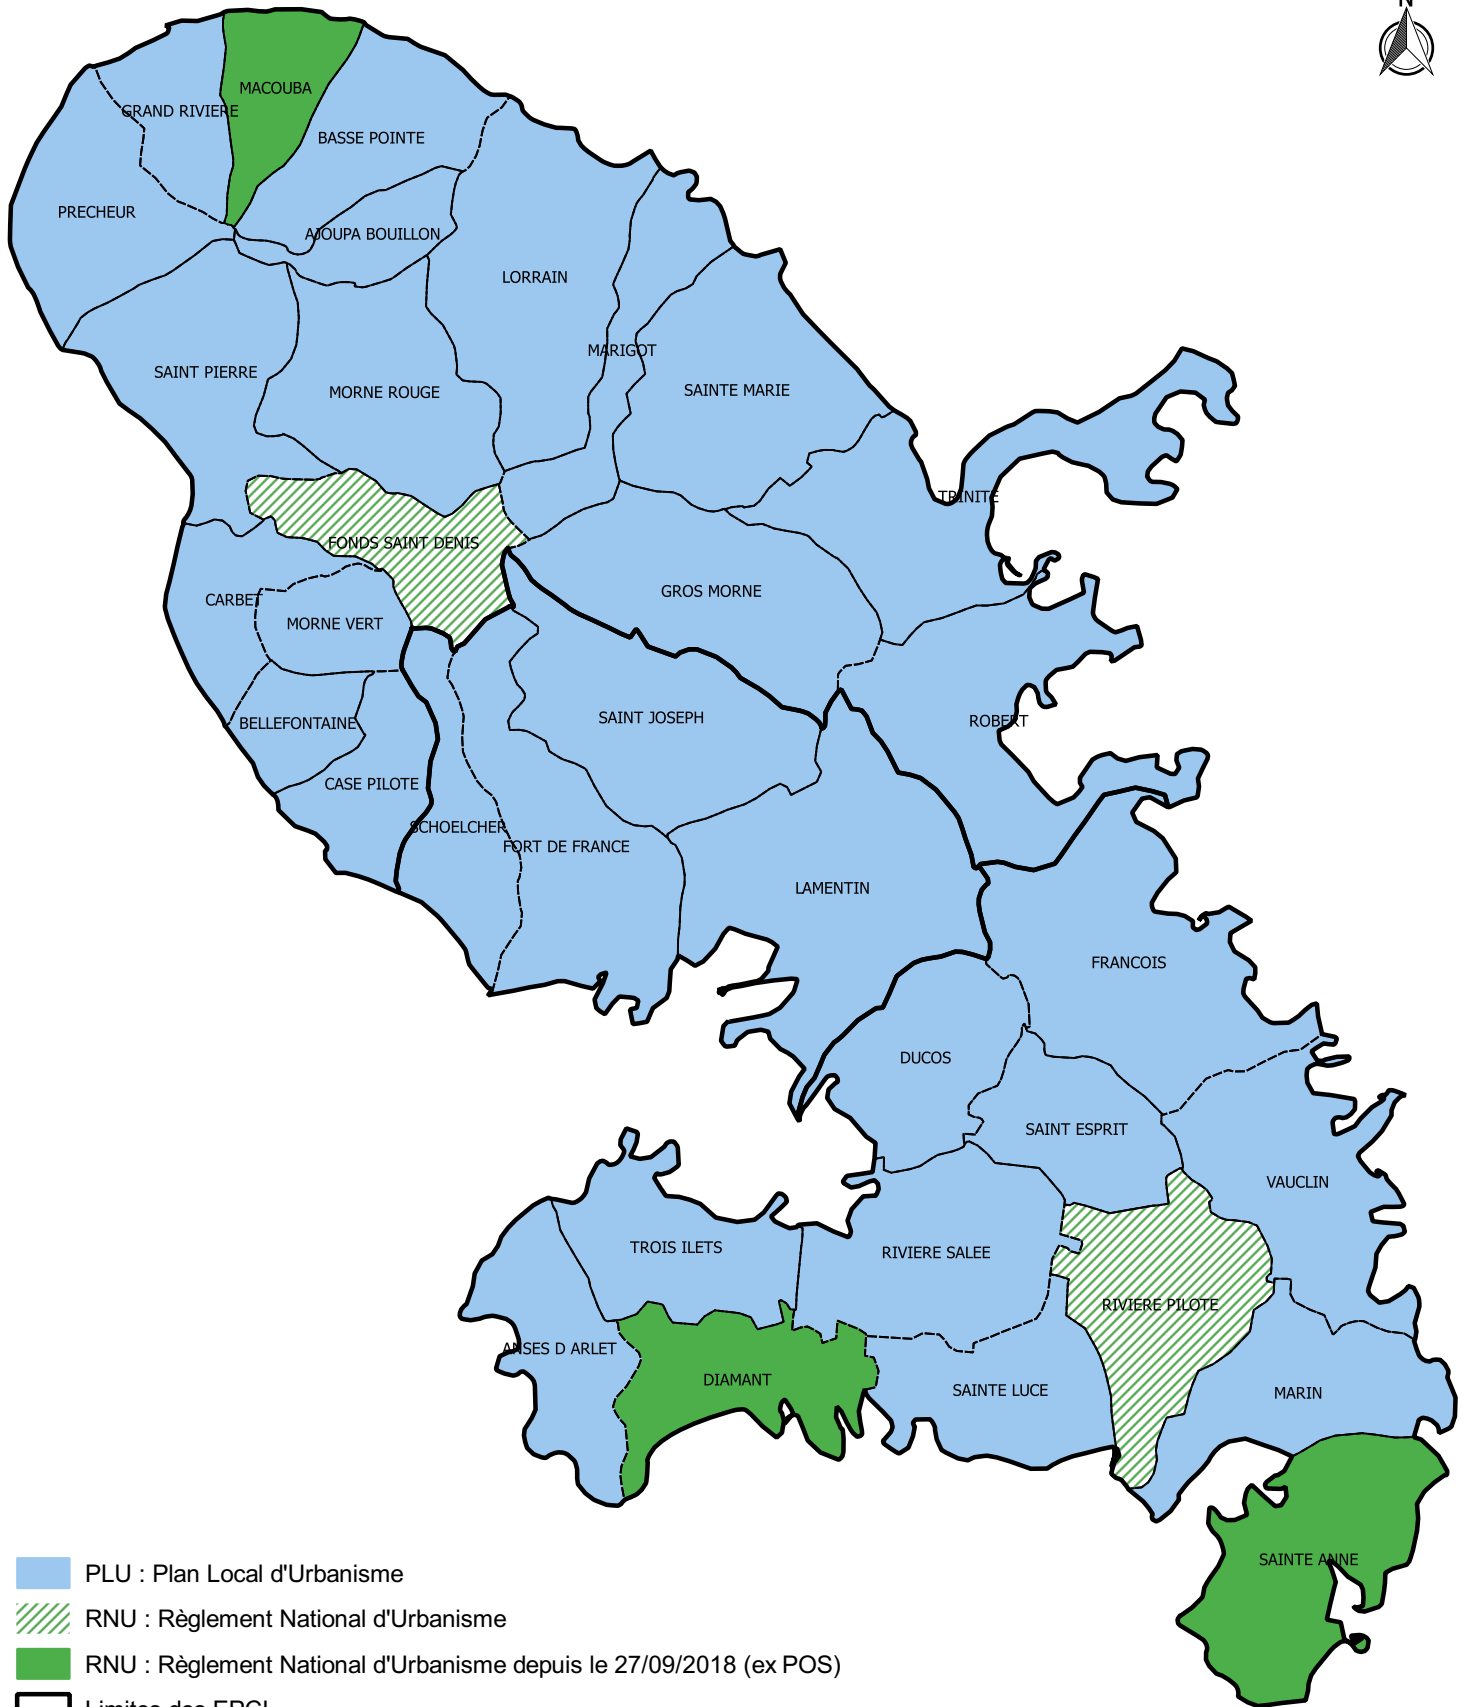 N
MACOUBA
GRAND RIVIERE
BASSE POINTE
PRECHEUR
AJOUPA BOUILLON
LORRAIN
MARIGOT
SAINT PIERRE
MORNE ROUGE
SAINTE MARIE
TRINITE
FONDS SAINT DENIS
GROS MORNE
CARBET
MORNE VERT
SAINT JOSEPH
ROBERT
BELLEFONTAINE
CASE PILOTE
SCHOELCHER
FORT DE FRANCE
LAMENTIN
FRANCOIS
DUCOS
SAINT ESPRIT
VAUCLIN
TROIS ILETS
RIVIERE SALEE
RIVIERE PILOTE
ANSES D ARLET
DIAMANT
SAINTE LUCE
MARIN
SAINTE ANNE
PLU : Plan Local d'Urbanisme
RNU : Règlement National d'Urbanisme
RNU : Règlement National d'Urbanisme depuis le 27/09/2018 (ex POS)
Limites des EPCI